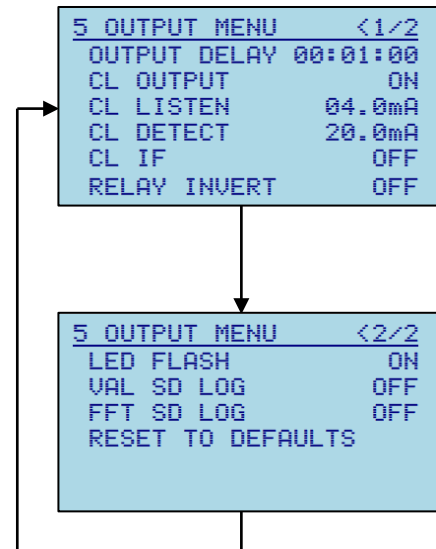 5 OUTPUT MENU <1/2
OUTPUT DELAY 00:01:00
CL OUTPUT ON
CL LISTEN 04.0mA
CL DETECT 20.0mA
CL IF OFF
RELAY INVERT OFF
5 OUTPUT MENU <2/2
LED FLASH ON
VAL SD LOG OFF
FFT SD LOG OFF
RESET TO DEFAULTS